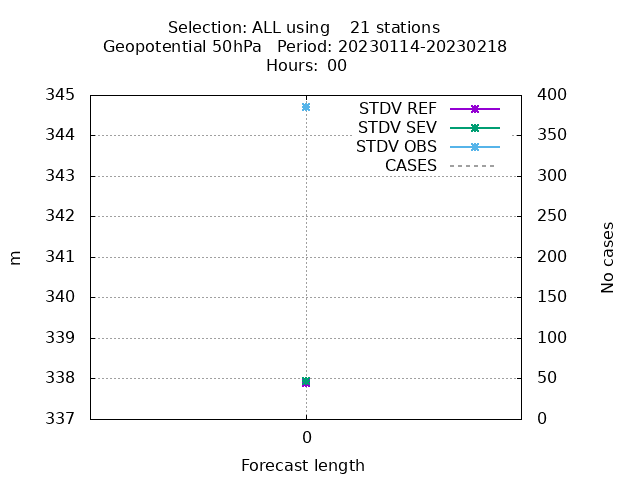 Selection: ALL using    21 stations
Geopotential 50hPa   Period: 20230114-20230218
Hours:  00
345
344
343
342
341
340
339
338
337
m
STDV REF
STDV SEV
STDV OBS
CASES
400
350
300
250
200
150
100
50
0
No cases
0
Forecast length